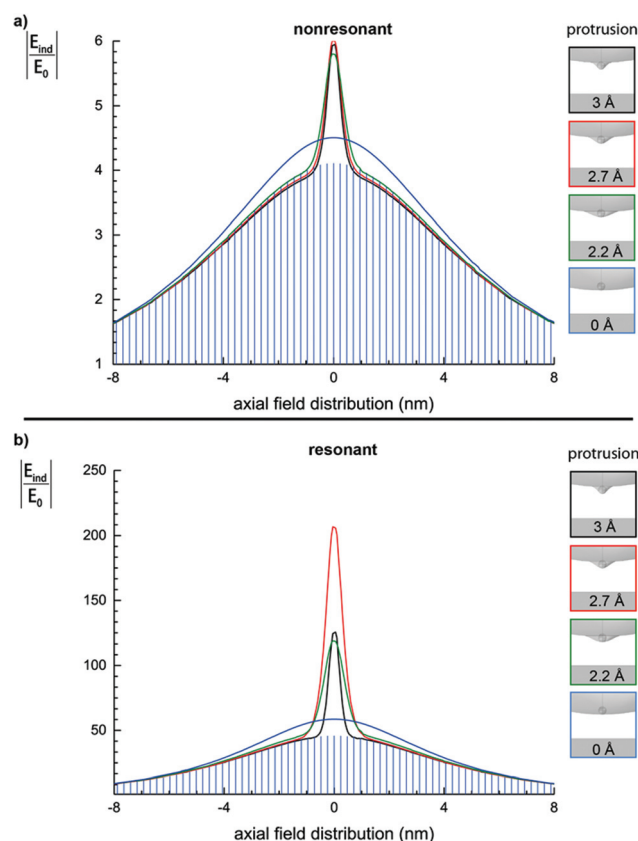 a)
nonresonant
protrusion
|E_ind / E_0|
6
5
4
3
2
1
-8 -4 0 4 8
axial field distribution (nm)
3 Å
2.7 Å
2.2 Å
0 Å
b)
resonant
protrusion
|E_ind / E_0|
250
200
150
100
50
-8 -4 0 4 8
axial field distribution (nm)
3 Å
2.7 Å
2.2 Å
0 Å